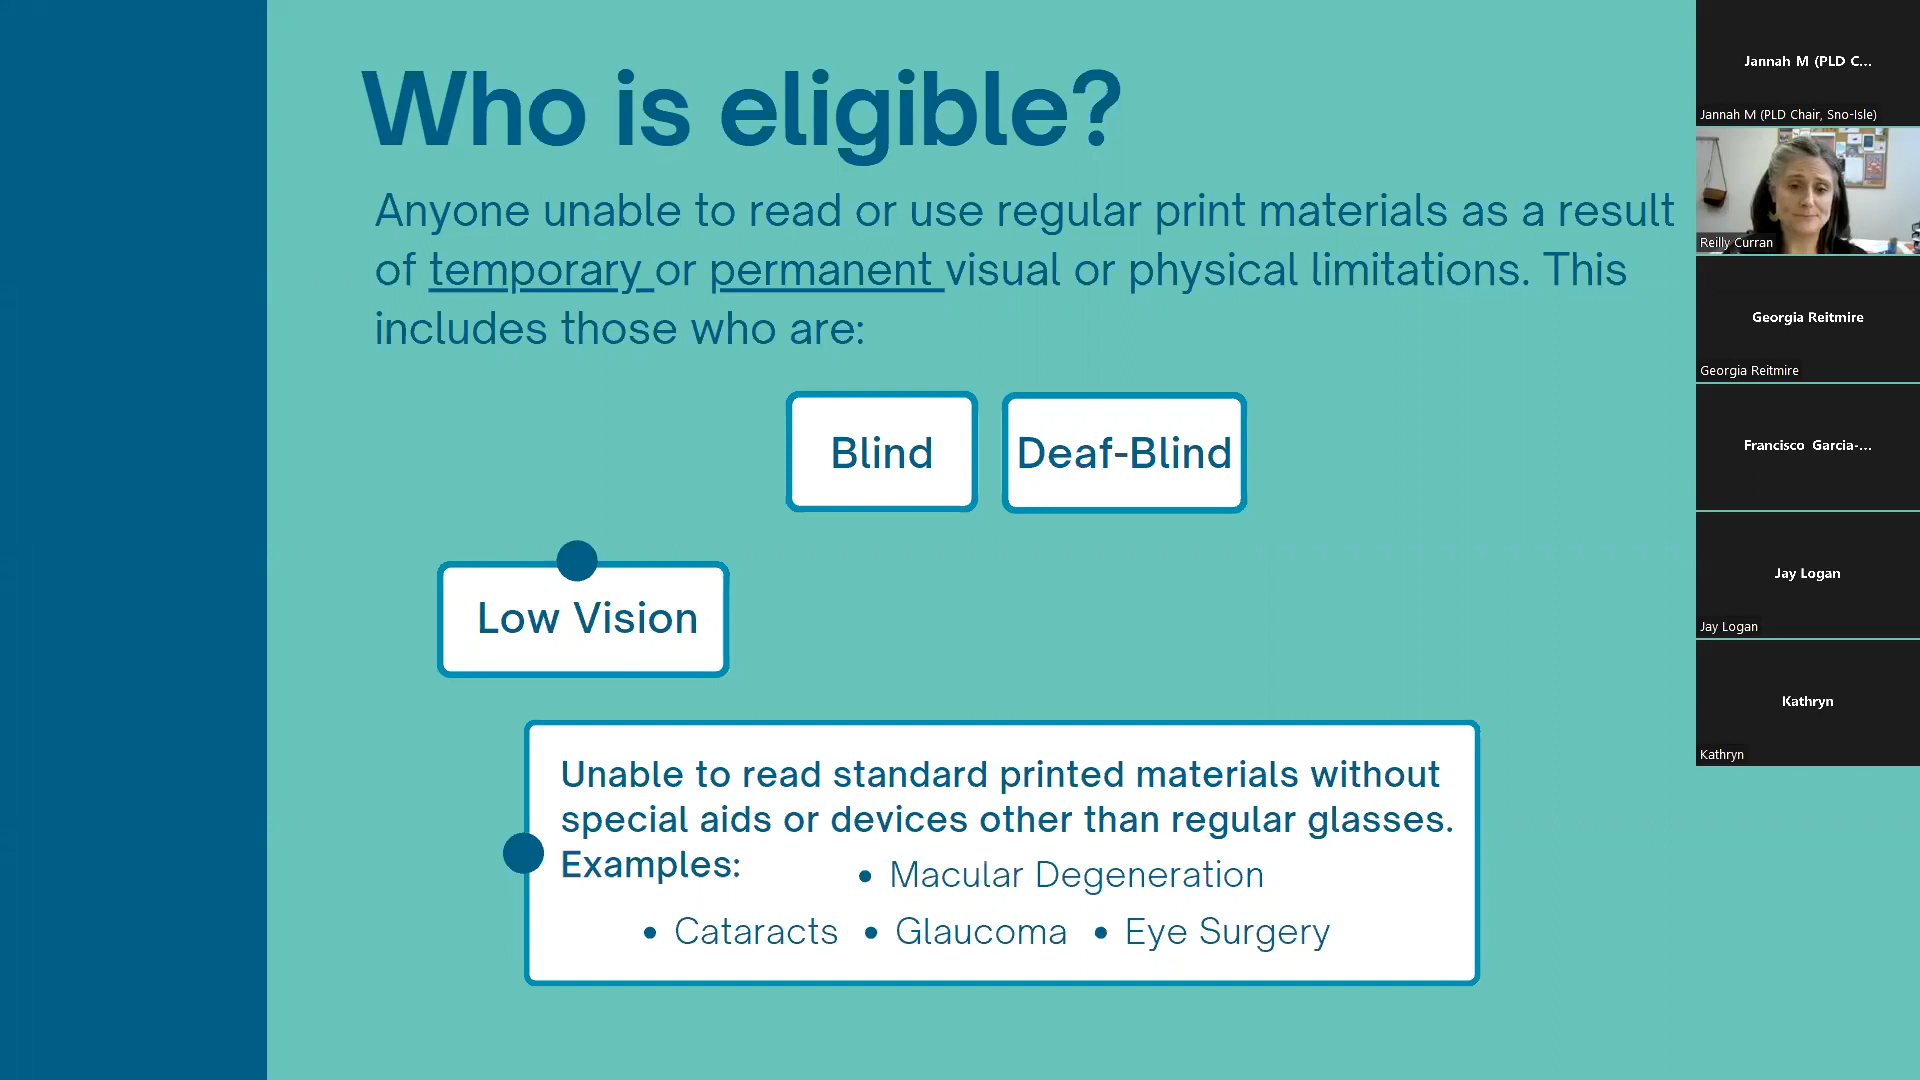 Who is eligible?
Anyone unable to read or use regular print materials as a result
of temporary or permanent visual or physical limitations. This
includes those who are:
Blind
Deaf-Blind
Low Vision
Unable to read standard printed materials without
special aids or devices other than regular glasses.
Examples:
• Macular Degeneration
• Cataracts • Glaucoma • Eye Surgery
Jannah M (PLD C...
Jannah M (PLD Chair, Sno-Isle)
Reilly Curran
Georgia Reitmire
Georgia Reitmire
Francisco Garcia-...
Jay Logan
Jay Logan
Kathryn
Kathryn